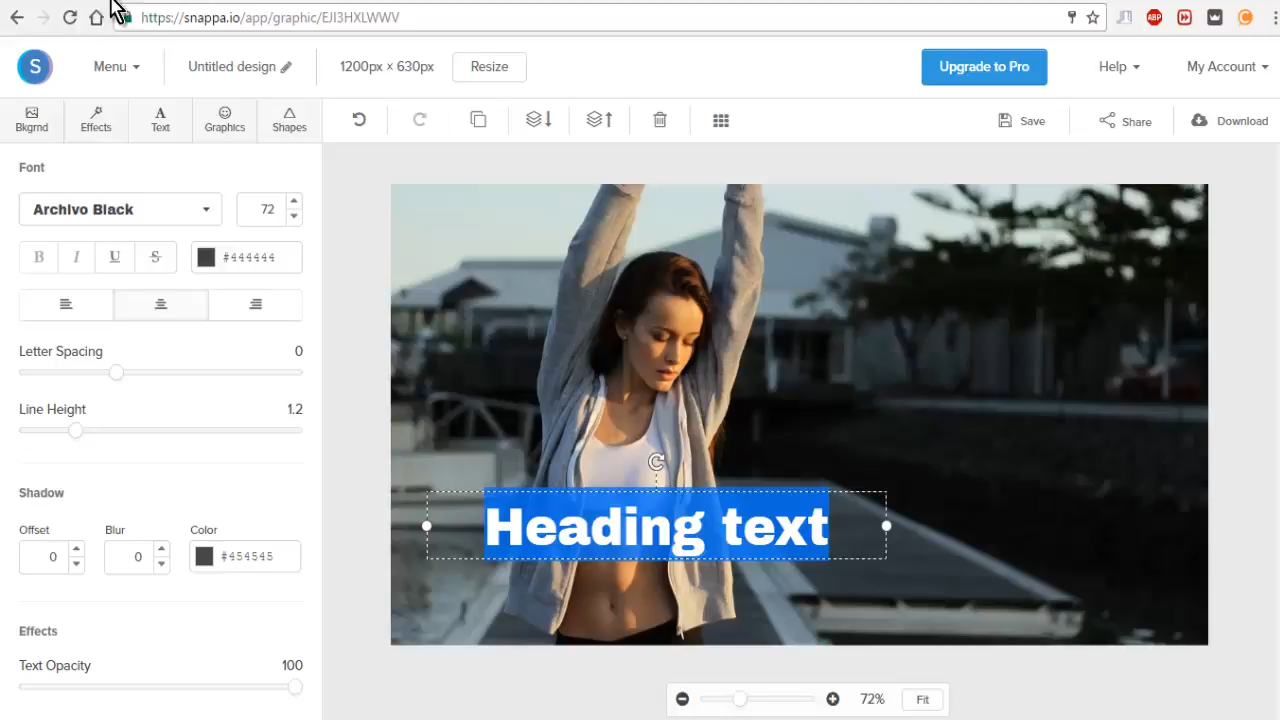 https://snappa.io/app/graphic/EJI3HXLWWV
ABP
S
Menu
Untitled design
1200px × 630px
Resize
Upgrade to Pro
Help
My Account
Bkgrnd
Effects
A
Text
Graphics
Shapes
Save
Share
Download
Font
Archivo Black
72
B
I
U
S
#444444
Letter Spacing
0
Line Height
1.2
Shadow
Offset
Blur
Color
0
0
#454545
Effects
Text Opacity
100
Heading text
72%
Fit